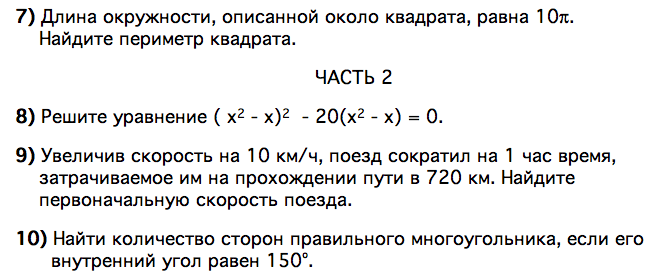 7) Длина окружности, описанной около квадрата, равна 10π.
Найдите периметр квадрата.
ЧАСТЬ 2
8) Решите уравнение ( x² - x)² - 20(x² - x) = 0.
9) Увеличив скорость на 10 км/ч, поезд сократил на 1 час время,
затрачиваемое им на прохождении пути в 720 км. Найдите
первоначальную скорость поезда.
10) Найти количество сторон правильного многоугольника, если его
внутренний угол равен 150°.